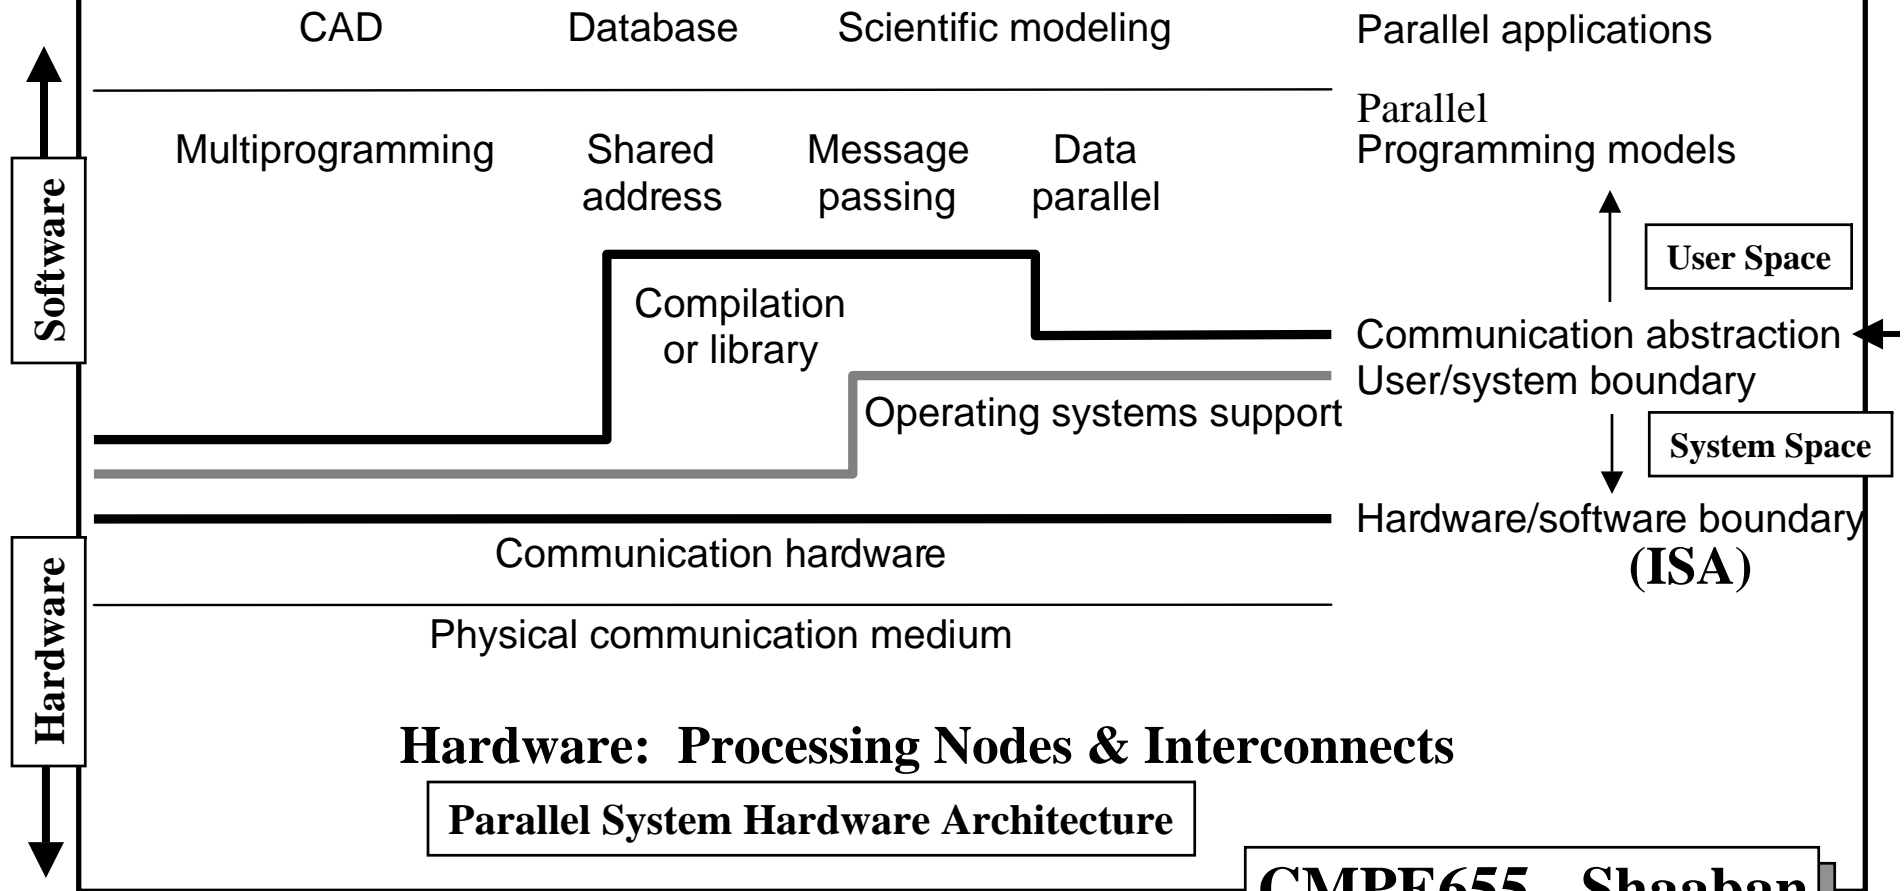 CAD Database Scientific modeling Parallel applications
Parallel
Multiprogramming Shared Message Data Programming models
address passing parallel
Software
User Space
Compilation
or library
Communication abstraction
User/system boundary
Operating systems support
System Space
Hardware/software boundary
(ISA)
Communication hardware
Hardware
Physical communication medium
Hardware: Processing Nodes & Interconnects
Parallel System Hardware Architecture
CMPE655 - Shaaban